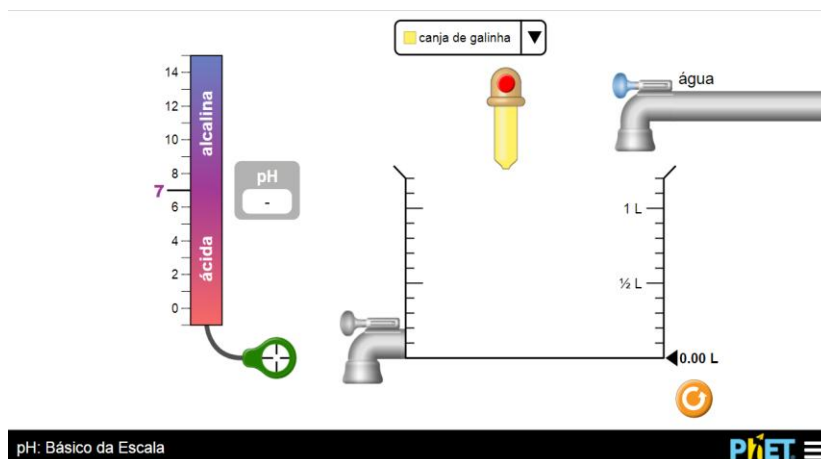 canja de galinha
água
14
12
10
8
7
6
4
2
0
alcalina
ácida
pH
-
1 L
½ L
0.00 L
pH: Básico da Escala
PhET